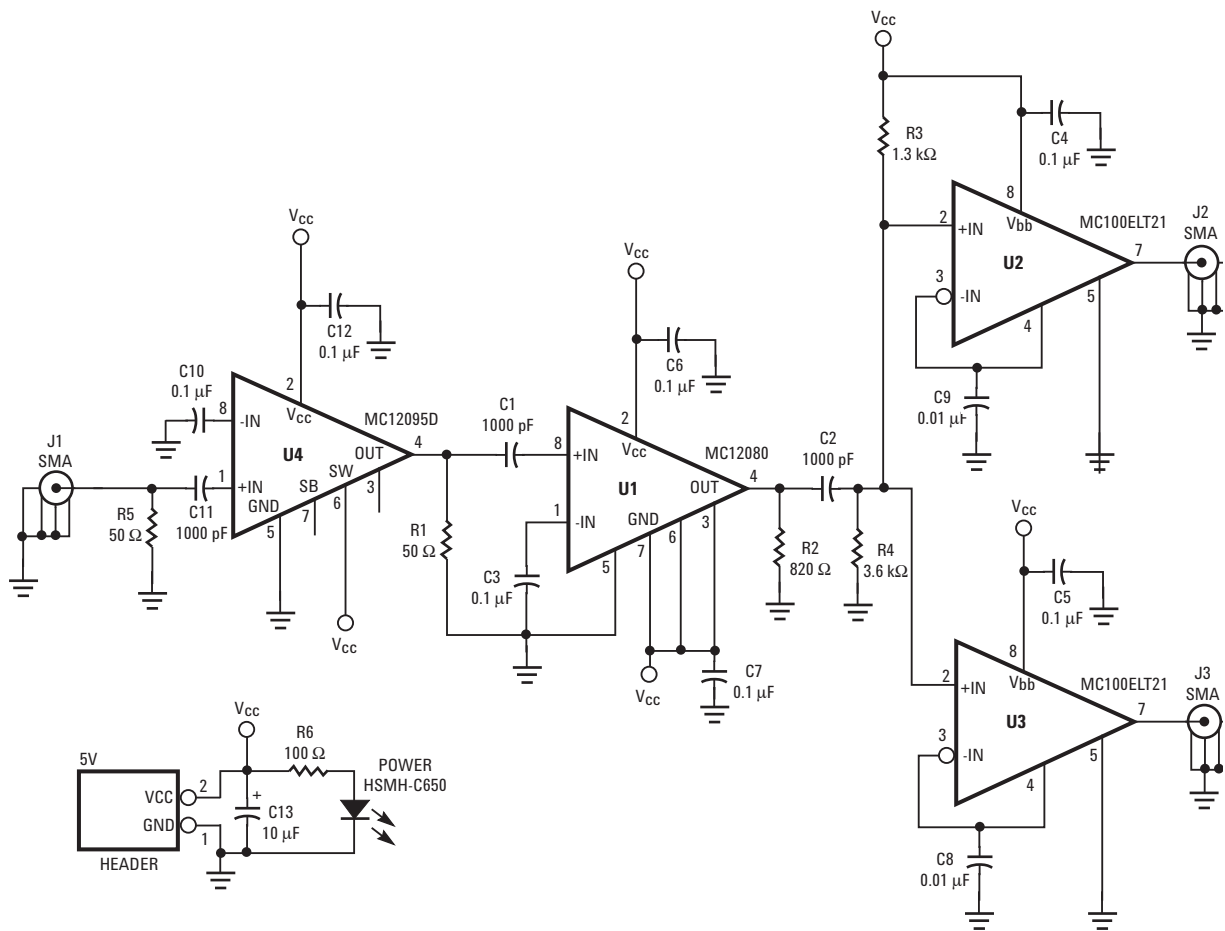 Vcc
R3
1.3 kΩ
C4
0.1 µF
8
Vbb
MC100ELT21
2
+IN
U2
7
J2
SMA
3
-IN
4
5
C9
0.01 µF
Vcc
C12
0.1 µF
C10
0.1 µF
2
Vcc
MC12095D
8
-IN
U4
OUT
4
J1
SMA
1
+IN
SW
SB
3
GND
7
6
5
R5
50 Ω
C11
1000 pF
Vcc
Vcc
C6
0.1 µF
C1
1000 pF
2
Vcc
MC12080
8
+IN
U1
OUT
4
1
-IN
GND
3
7
6
5
R1
50 Ω
C3
0.1 µF
C2
1000 pF
R2
820 Ω
R4
3.6 kΩ
C7
0.1 µF
Vcc
Vcc
C5
0.1 µF
8
Vbb
MC100ELT21
2
+IN
U3
7
J3
SMA
3
-IN
4
5
C8
0.01 µF
Vcc
R6
100 Ω
POWER
HSMH-C650
5V
VCC
2
GND
1
+
C13
10 µF
HEADER